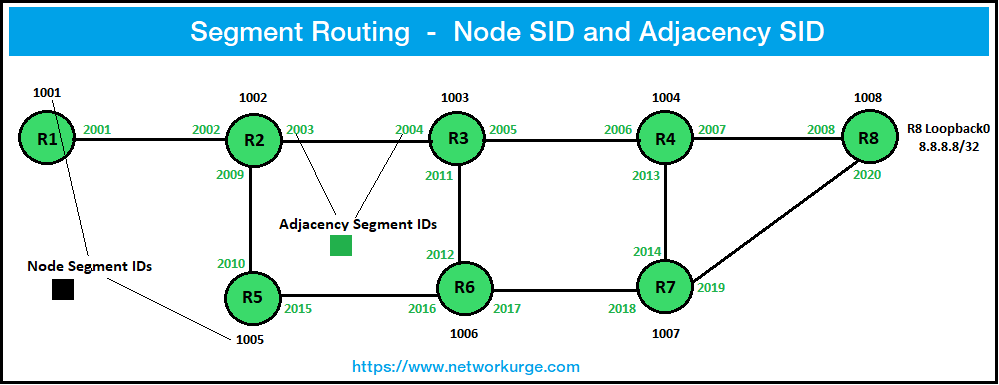 Segment Routing - Node SID and Adjacency SID
1001
1002
1003
1004
1008
R1
2001
2002
R2
2003
2004
R3
2005
2006
R4
2007
2008
R8
R8 Loopback0
8.8.8.8/32
2009
2011
2013
2020
Adjacency Segment IDs
Node Segment IDs
2010
2012
2014
R5
2015
2016
R6
2017
2018
R7
2019
1005
1006
1007
https://www.networkurge.com